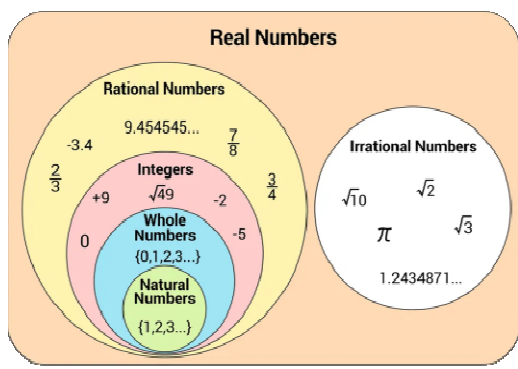 Real Numbers
Rational Numbers
9.454545...
-3.4
7/8
2/3
3/4
Integers
+9
√49
-2
0
-5
Whole
Numbers
{0,1,2,3...}
Natural
Numbers
{1,2,3...}
Irrational Numbers
√10
√2
π
√3
1.2434871...